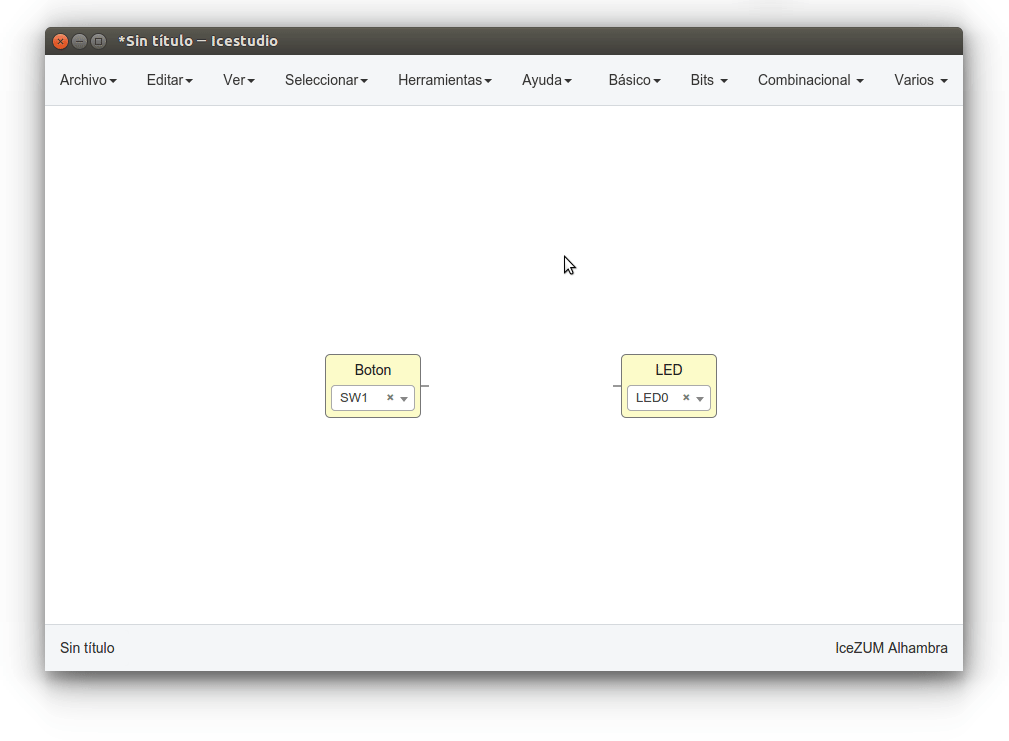 *Sin título — Icestudio
Archivo Editar Ver Seleccionar Herramientas Ayuda Básico Bits Combinacional Varios
Boton LED
SW1 LED0
Sin título IceZUM Alhambra